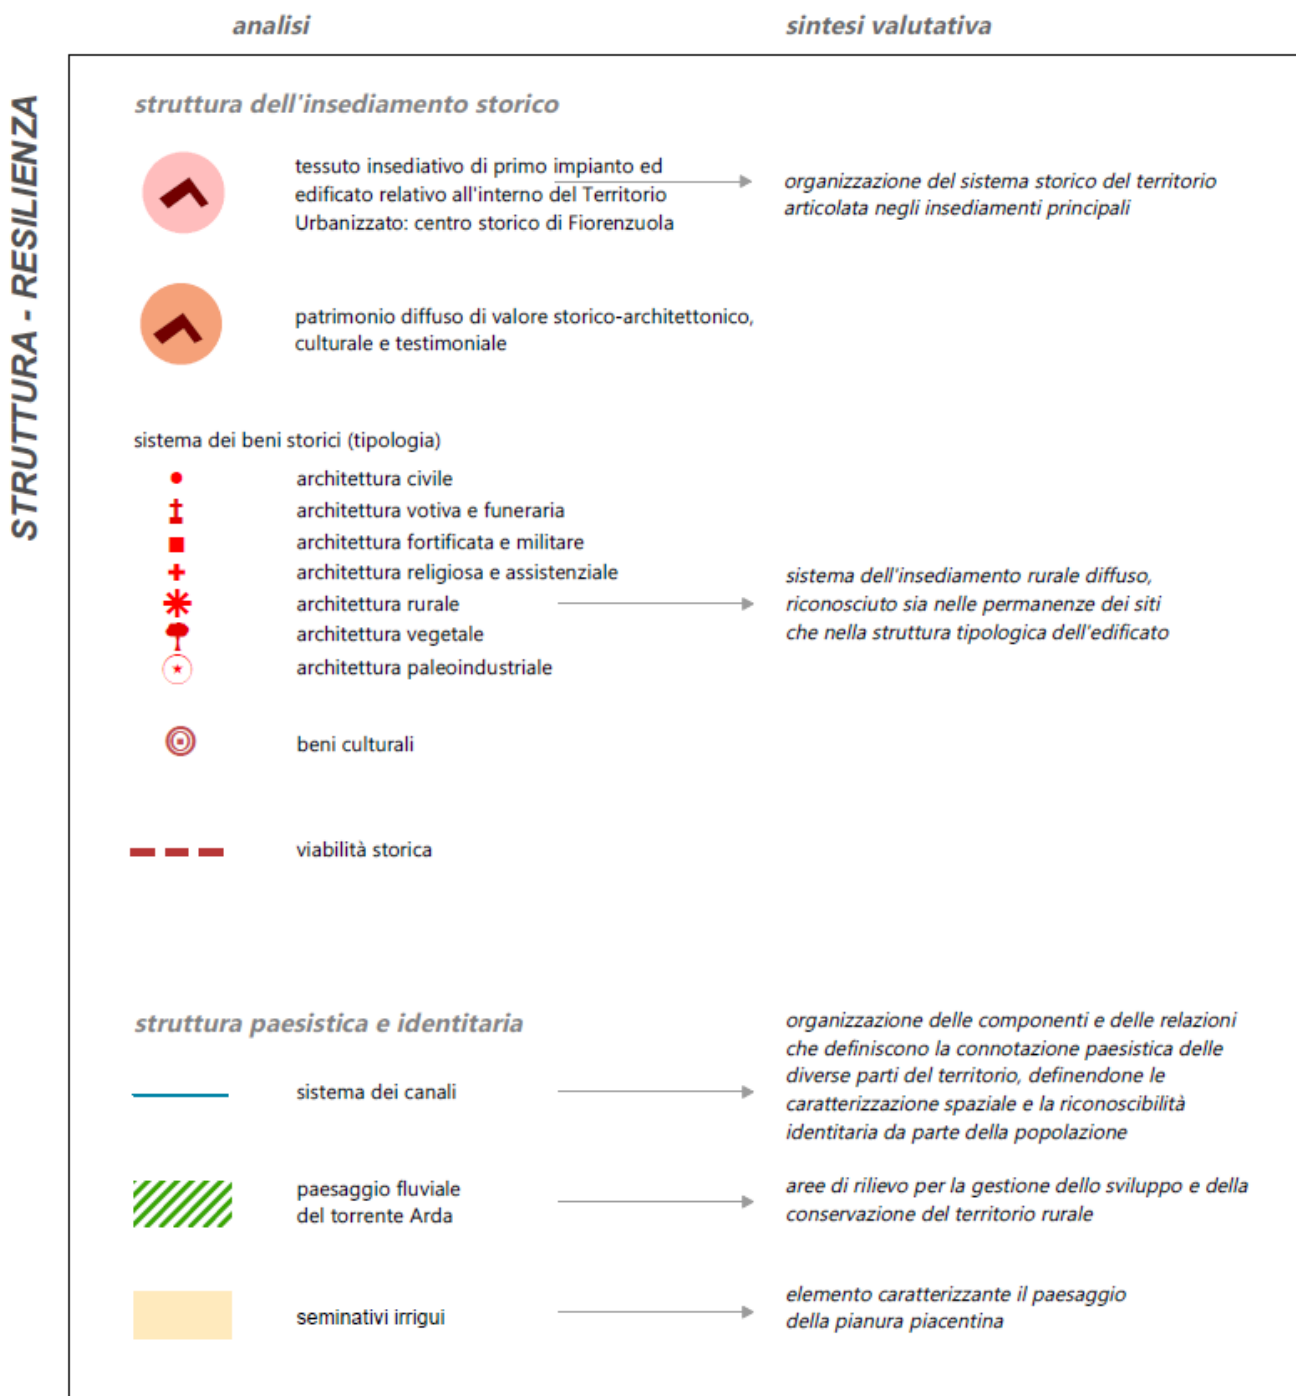 analisi
sintesi valutativa
STRUTTURA - RESILIENZA
struttura dell'insediamento storico
tessuto insediativo di primo impianto ed
edificato relativo all'interno del Territorio
Urbanizzato: centro storico di Fiorenzuola
organizzazione del sistema storico del territorio
articolata negli insediamenti principali
patrimonio diffuso di valore storico-architettonico,
culturale e testimoniale
sistema dei beni storici (tipologia)
architettura civile
architettura votiva e funeraria
architettura fortificata e militare
architettura religiosa e assistenziale
architettura rurale
architettura vegetale
architettura paleoindustriale
sistema dell'insediamento rurale diffuso,
riconosciuto sia nelle permanenze dei siti
che nella struttura tipologica dell'edificato
beni culturali
viabilità storica
struttura paesistica e identitaria
sistema dei canali
organizzazione delle componenti e delle relazioni
che definiscono la connotazione paesistica delle
diverse parti del territorio, definendone le
caratterizzazione spaziale e la riconoscibilità
identitaria da parte della popolazione
paesaggio fluviale
del torrente Arda
aree di rilievo per la gestione dello sviluppo e della
conservazione del territorio rurale
seminativi irrigui
elemento caratterizzante il paesaggio
della pianura piacentina